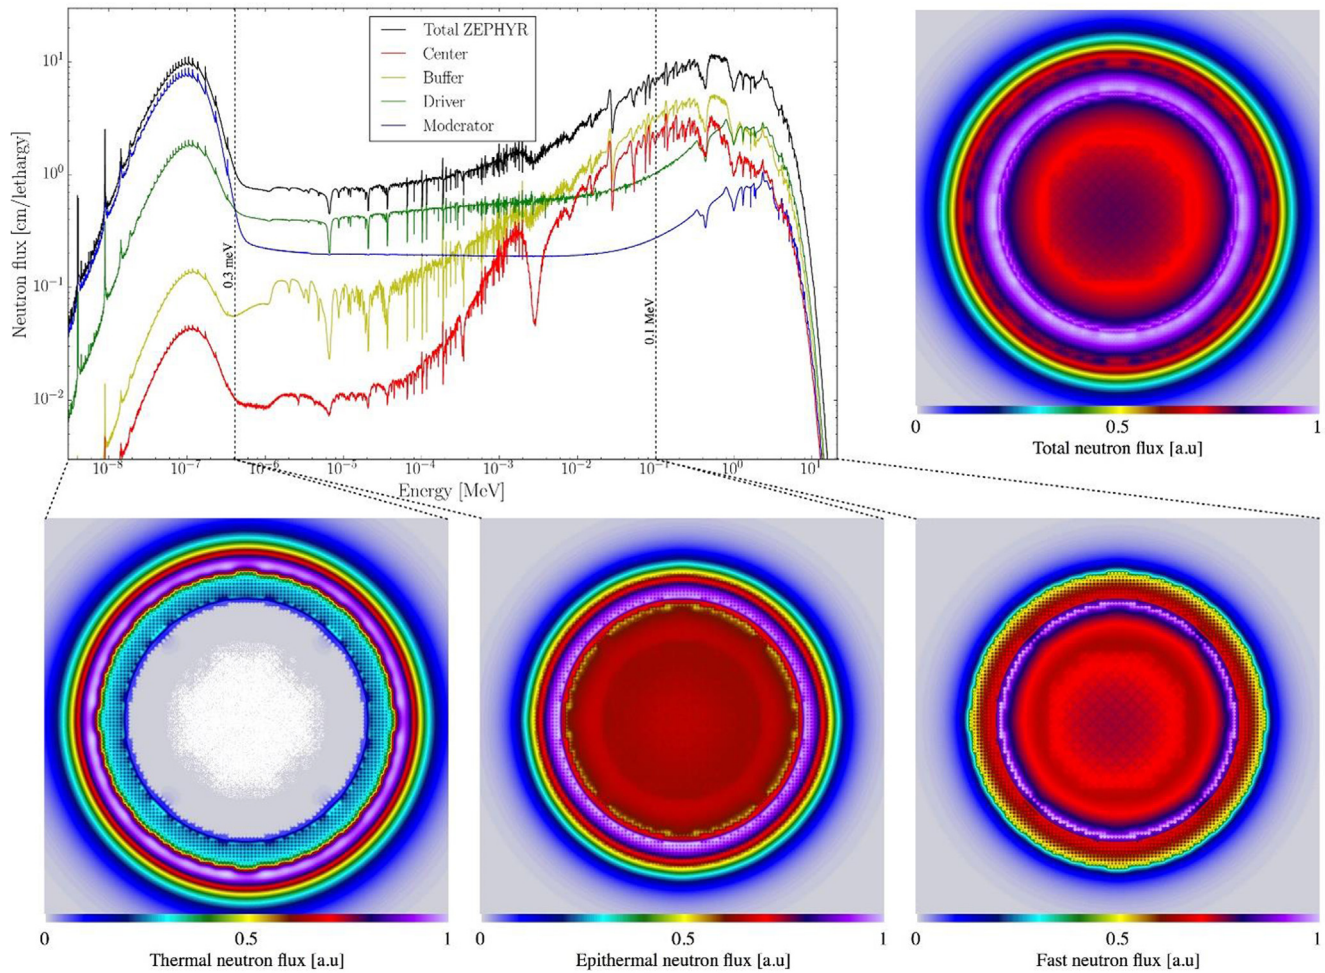 Total ZEPHYR
Center
Buffer
Driver
Moderator
10¹
10⁰
10⁻¹
10⁻²
Neutron flux [cm/lethargy]
0.3 meV
0.1 MeV
10⁻⁸ 10⁻⁷ 10⁻⁶ 10⁻⁵ 10⁻⁴ 10⁻³ 10⁻² 10⁻¹ 10⁰ 10¹
Energy [MeV]
0 0.5 1
Total neutron flux [a.u]
0 0.5 1
Thermal neutron flux [a.u]
0 0.5 1
Epithermal neutron flux [a.u]
0 0.5 1
Fast neutron flux [a.u]